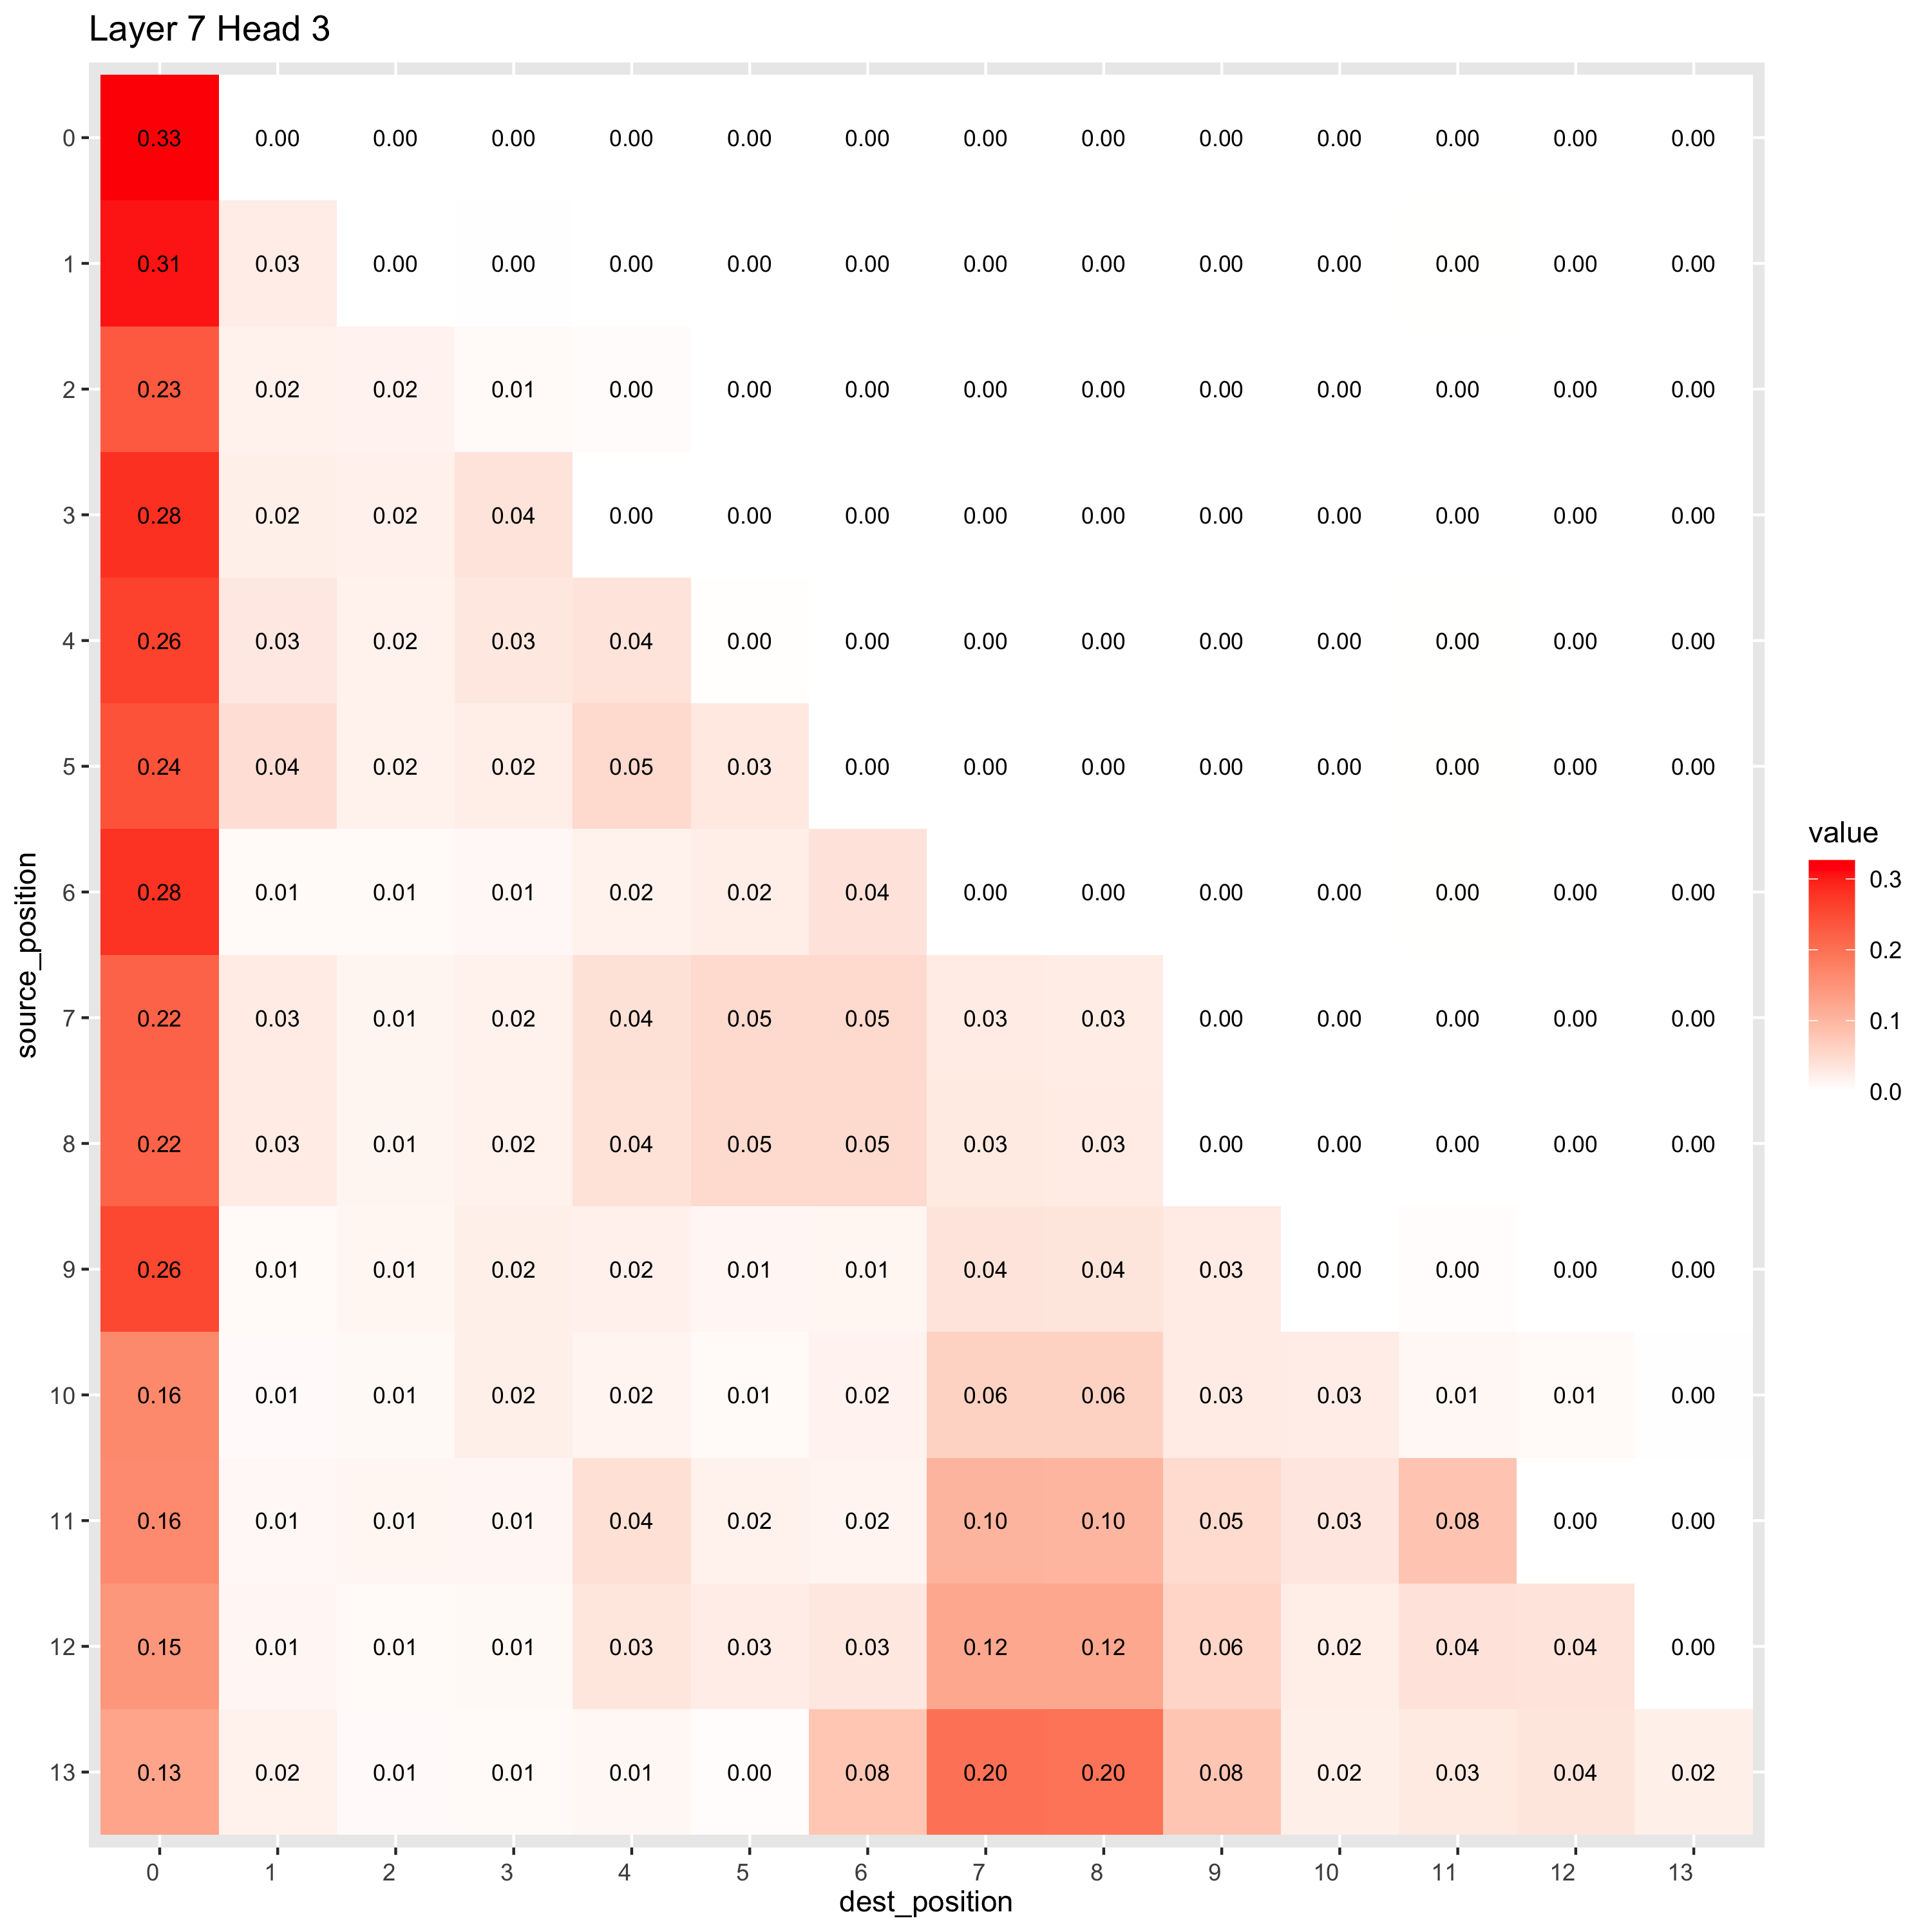 Layer 7 Head 3
0 0.33 0.00 0.00 0.00 0.00 0.00 0.00 0.00 0.00 0.00 0.00 0.00 0.00 0.00
1 0.31 0.03 0.00 0.00 0.00 0.00 0.00 0.00 0.00 0.00 0.00 0.00 0.00 0.00
2 0.23 0.02 0.02 0.01 0.00 0.00 0.00 0.00 0.00 0.00 0.00 0.00 0.00 0.00
3 0.28 0.02 0.02 0.04 0.00 0.00 0.00 0.00 0.00 0.00 0.00 0.00 0.00 0.00
4 0.26 0.03 0.02 0.03 0.04 0.00 0.00 0.00 0.00 0.00 0.00 0.00 0.00 0.00
5 0.24 0.04 0.02 0.02 0.05 0.03 0.00 0.00 0.00 0.00 0.00 0.00 0.00 0.00
6 0.28 0.01 0.01 0.01 0.02 0.02 0.04 0.00 0.00 0.00 0.00 0.00 0.00 0.00
7 0.22 0.03 0.01 0.02 0.04 0.05 0.05 0.03 0.03 0.00 0.00 0.00 0.00 0.00
8 0.22 0.03 0.01 0.02 0.04 0.05 0.05 0.03 0.03 0.00 0.00 0.00 0.00 0.00
9 0.26 0.01 0.01 0.02 0.02 0.01 0.01 0.04 0.04 0.03 0.00 0.00 0.00 0.00
10 0.16 0.01 0.01 0.02 0.02 0.01 0.02 0.06 0.06 0.03 0.03 0.01 0.01 0.00
11 0.16 0.01 0.01 0.01 0.04 0.02 0.02 0.10 0.10 0.05 0.03 0.08 0.00 0.00
12 0.15 0.01 0.01 0.01 0.03 0.03 0.03 0.12 0.12 0.06 0.02 0.04 0.04 0.00
13 0.13 0.02 0.01 0.01 0.01 0.00 0.08 0.20 0.20 0.08 0.02 0.03 0.04 0.02
0 1 2 3 4 5 6 7 8 9 10 11 12 13
dest_position
source_position
value
0.3
0.2
0.1
0.0